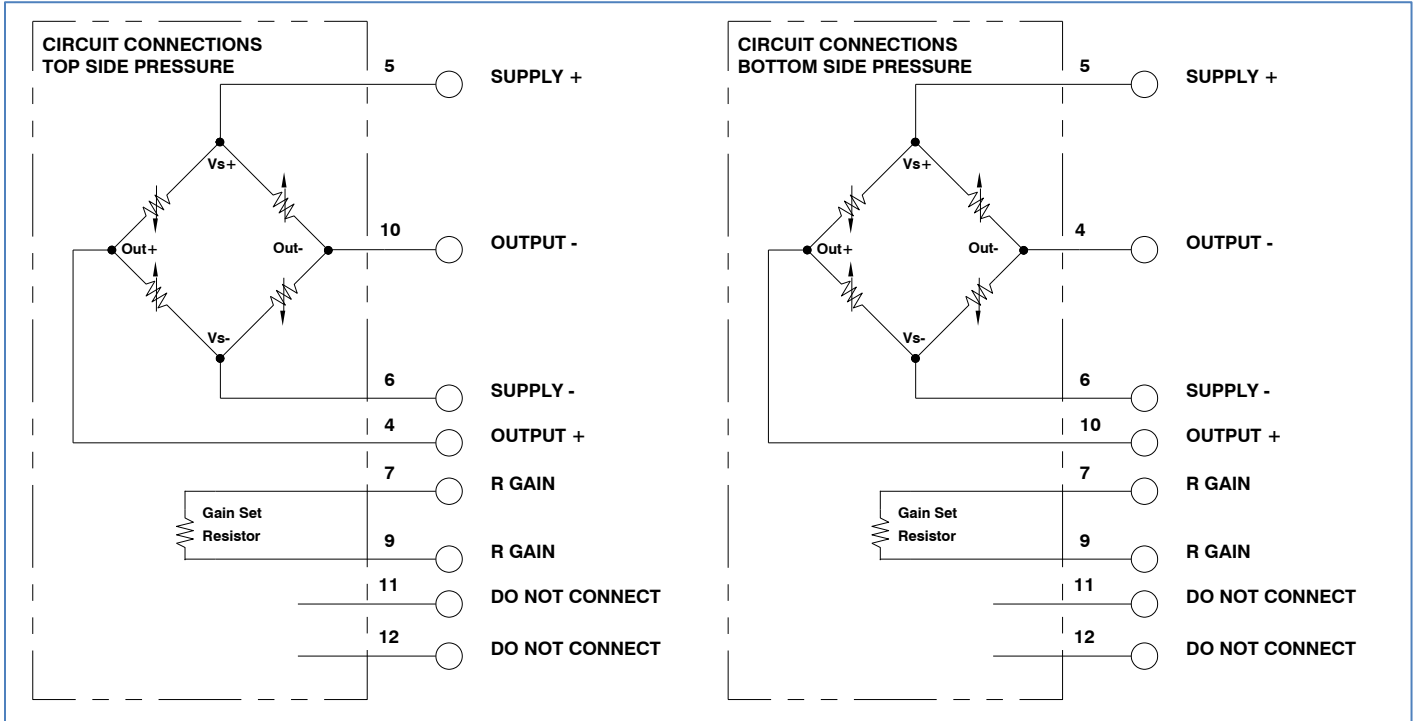 CIRCUIT CONNECTIONS
TOP SIDE PRESSURE
5
SUPPLY +
Vs+
10
Out+
Out-
OUTPUT -
Vs-
6
SUPPLY -
4
OUTPUT +
7
R GAIN
Gain Set
Resistor
9
R GAIN
11
DO NOT CONNECT
12
DO NOT CONNECT
CIRCUIT CONNECTIONS
BOTTOM SIDE PRESSURE
5
SUPPLY +
Vs+
4
Out+
Out-
OUTPUT -
Vs-
6
SUPPLY -
10
OUTPUT +
7
R GAIN
Gain Set
Resistor
9
R GAIN
11
DO NOT CONNECT
12
DO NOT CONNECT